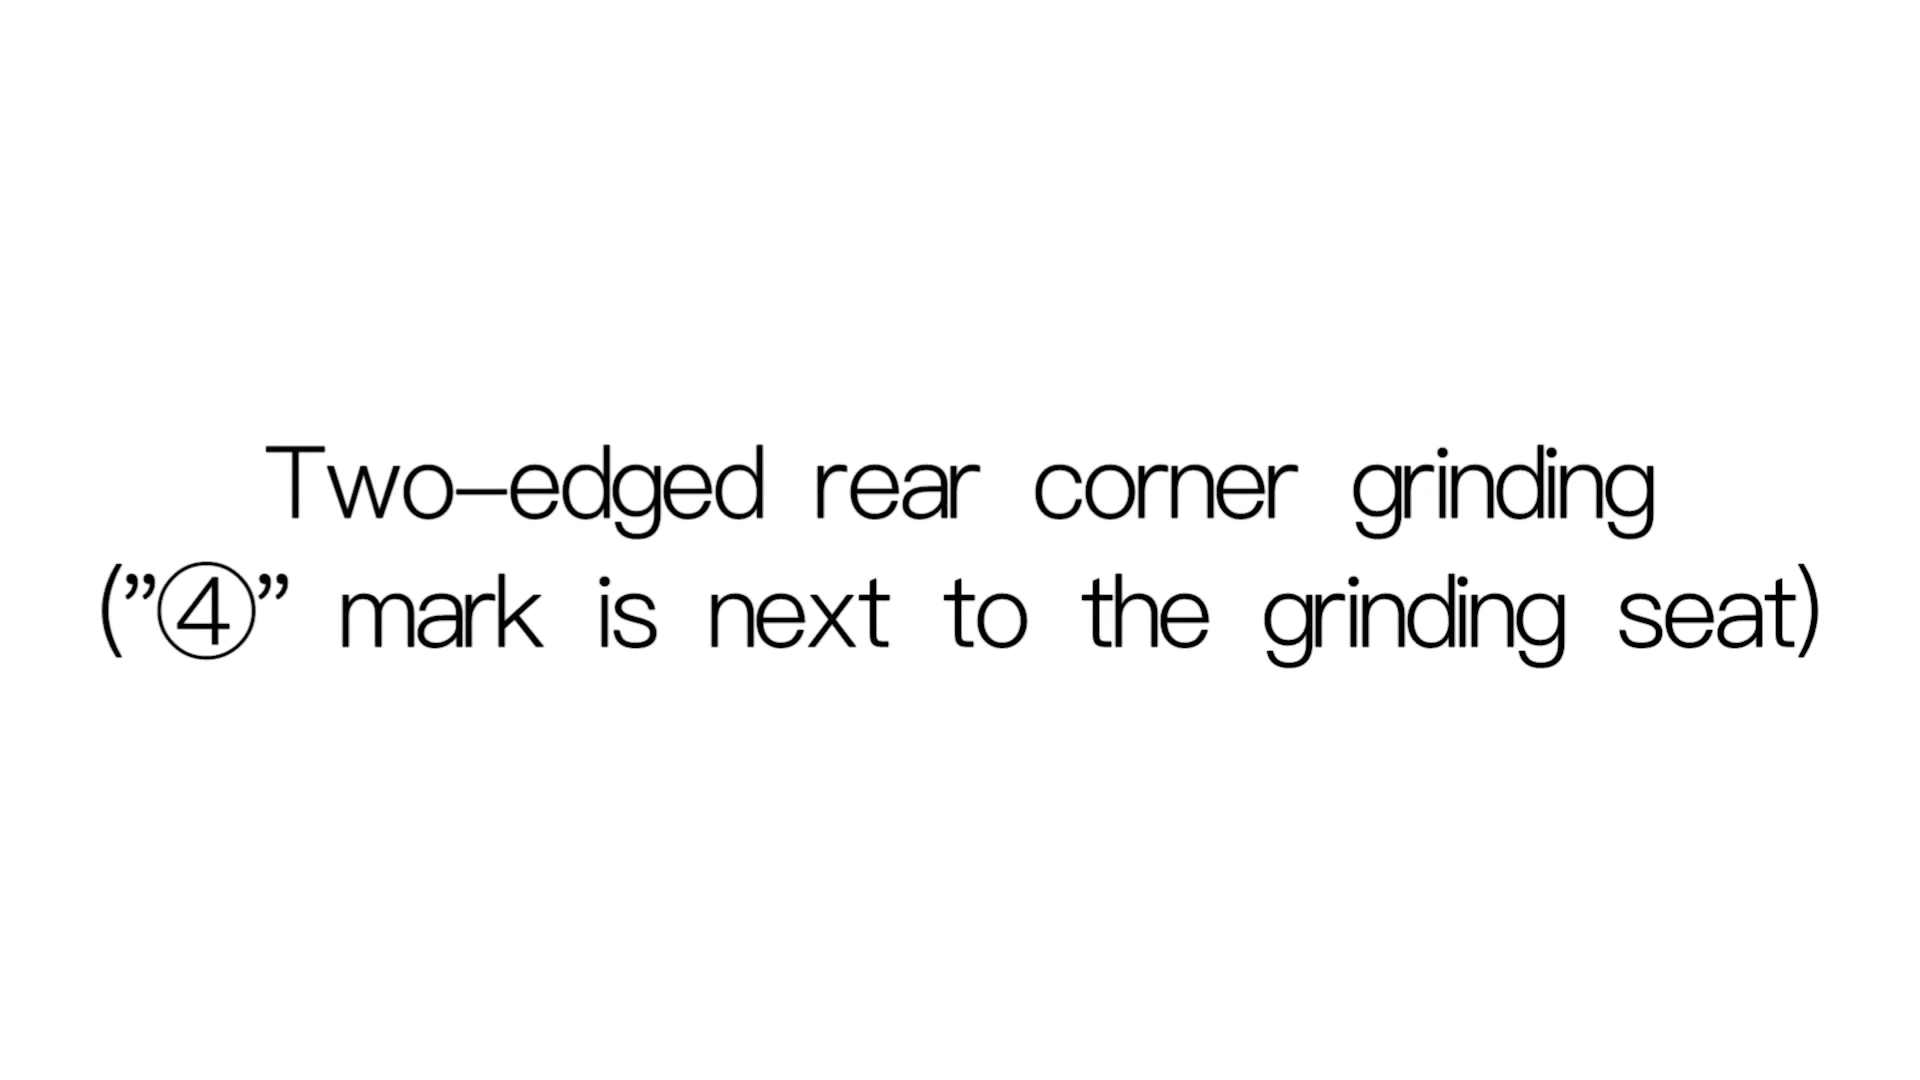 Two-edged rear corner grinding
(”④” mark is next to the grinding seat)